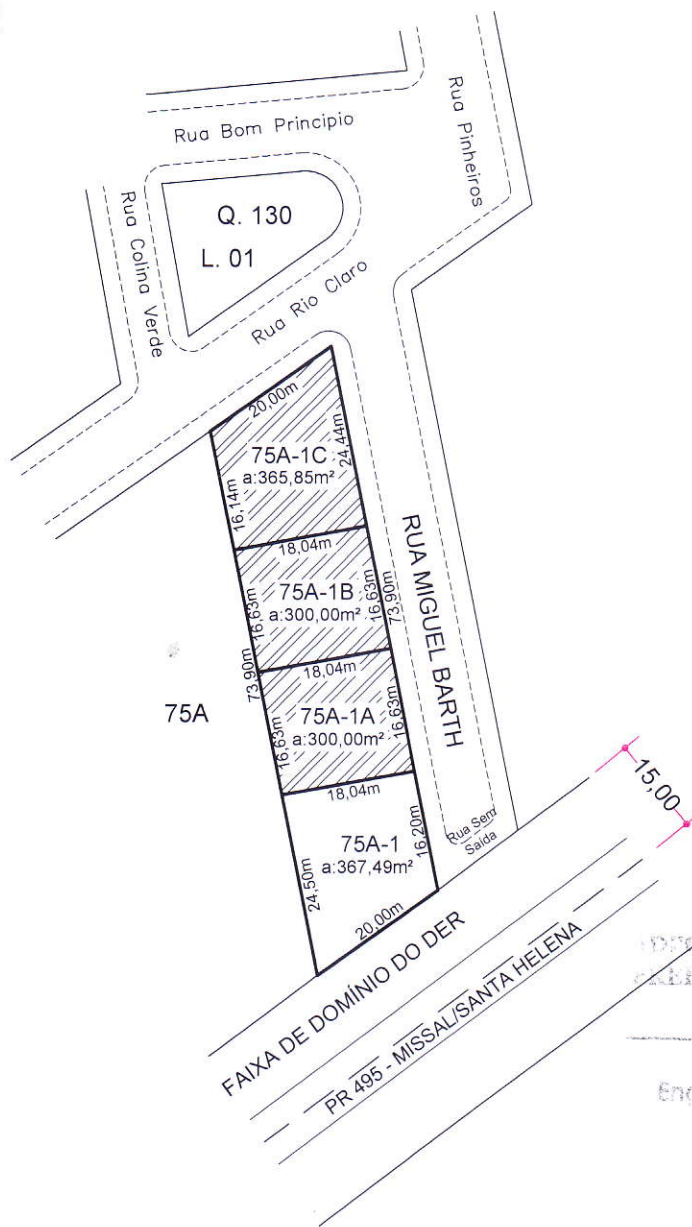 Rua Bom Principio
Rua Pinheiros
Q. 130
L. 01
Rua Colina Verde
Rua Rio Claro
20,00m
75A-1C
a:365,85m²
16,14m
24,44m
18,04m
75A-1B
a:300,00m²
16,63m
16,63m
73,90m
RUA MIGUEL BARTH
73,90m
18,04m
75A
75A-1A
a:300,00m²
16,63m
16,63m
18,04m
75A-1
a:367,49m²
24,50m
16,20m
20,00m
Rua Sem
Saída
15,00
FAIXA DE DOMÍNIO DO DER
PR 495 - MISSAL/SANTA HELENA